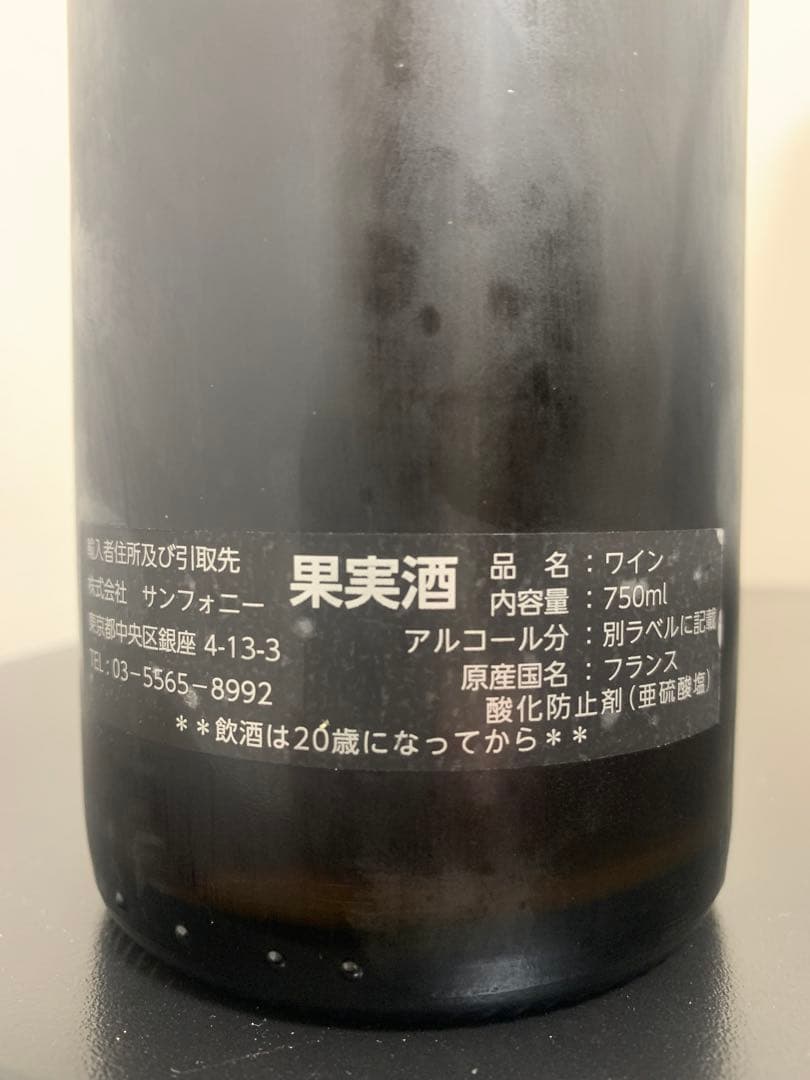 輸入者住所及び引取先
株式会社 サンフォニー
東京都中央区銀座 4-13-3
TEL : 03-5565-8992
果実酒
品 名 : ワイン
内容量 : 750ml
アルコール分 : 別ラベルに記載
原産国名 : フランス
酸化防止剤(亜硫酸塩)
**飲酒は20歳になってから**